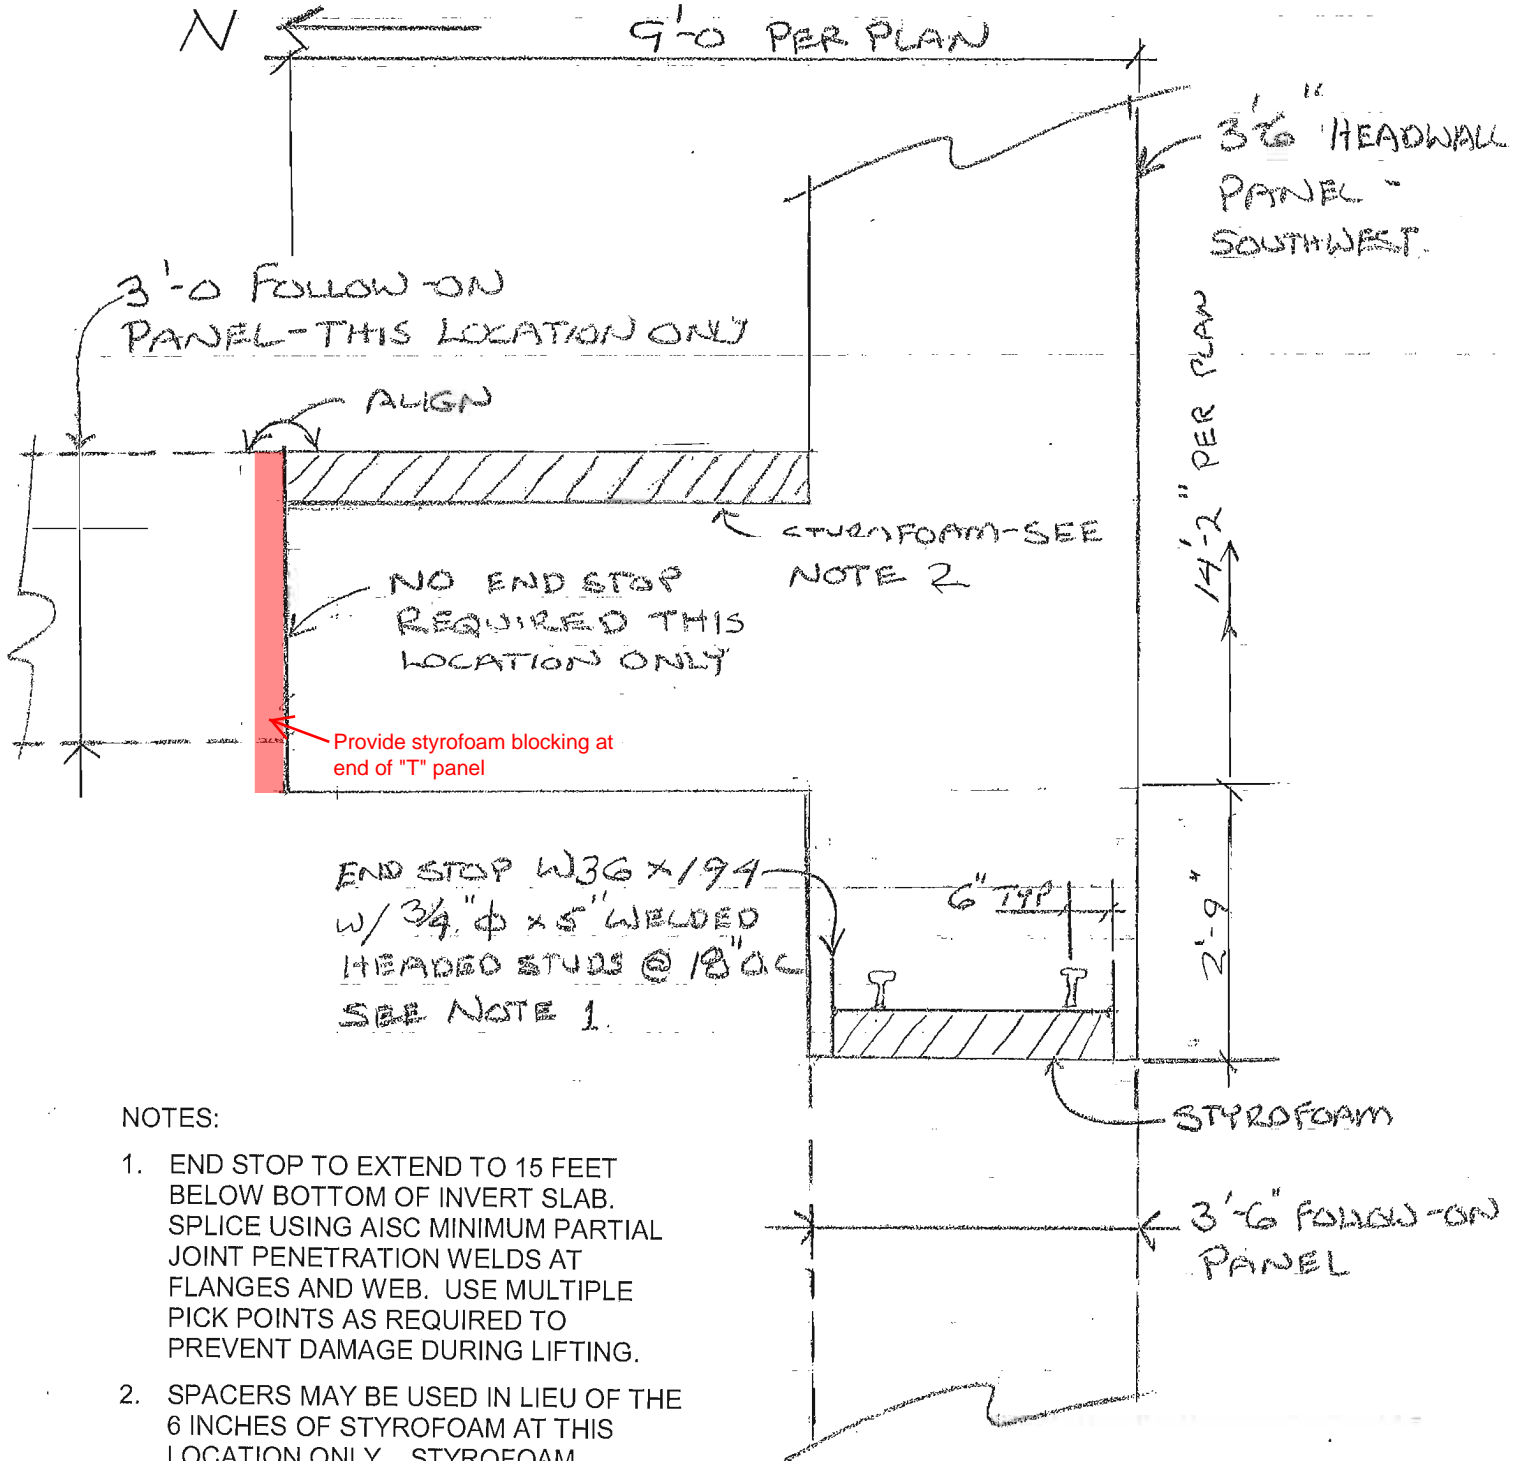 N
9'-0 PER PLAN
3'-6" HEADWALL
PANEL -
SOUTHWEST.
3'-0 FOLLOW-ON
PANEL-THIS LOCATION ONLY
ALIGN
14'-2" PER PLAN
STYROFOAM-SEE
NOTE 2
NO END STOP
REQUIRED THIS
LOCATION ONLY
Provide styrofoam blocking at
end of "T" panel
END STOP W36 x 194
W/ 3/4"φ x 5" WELDED
HEADED STUDS @ 18" O.C
SEE NOTE 1.
6" TYP
2'-9"
STYROFOAM
3'-6" FOLLOW-ON
PANEL
NOTES:
1. END STOP TO EXTEND TO 15 FEET
BELOW BOTTOM OF INVERT SLAB.
SPLICE USING AISC MINIMUM PARTIAL
JOINT PENETRATION WELDS AT
FLANGES AND WEB. USE MULTIPLE
PICK POINTS AS REQUIRED TO
PREVENT DAMAGE DURING LIFTING.
2. SPACERS MAY BE USED IN LIEU OF THE
6 INCHES OF STYROFOAM AT THIS
LOCATION ONLY. STYROFOAM